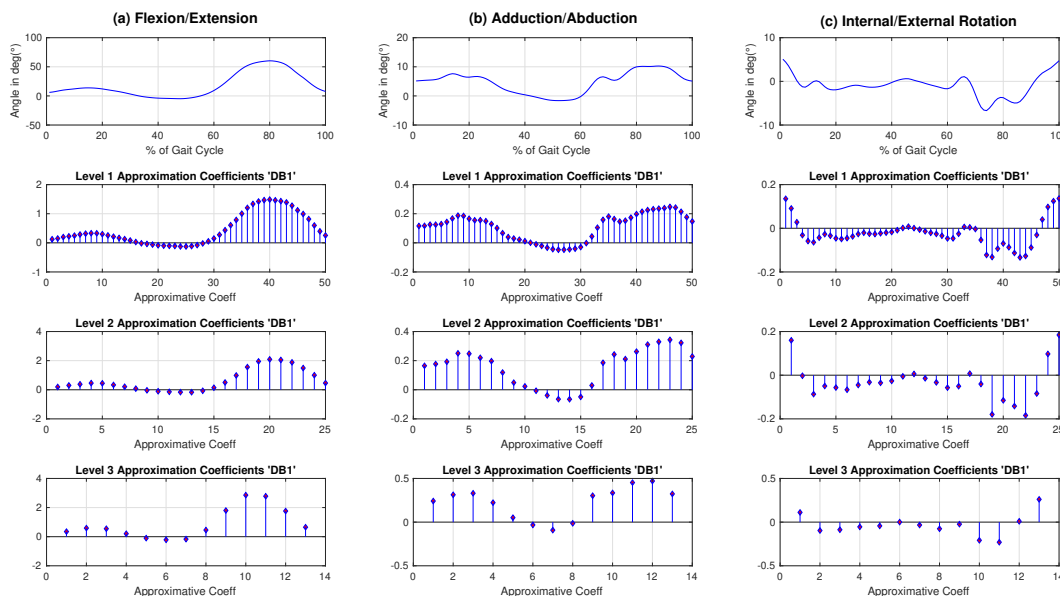 (a) Flexion/Extension
Angle in deg(°)
100
50
0
-50
0 20 40 60 80 100
% of Gait Cycle
Level 1 Approximation Coefficients 'DB1'
2
1
0
-1
0 10 20 30 40 50
Approximative Coeff
Level 2 Approximation Coefficients 'DB1'
4
2
0
-2
0 5 10 15 20 25
Approximative Coeff
Level 3 Approximation Coefficients 'DB1'
4
2
0
-2
0 2 4 6 8 10 12 14
Approximative Coeff
(b) Adduction/Abduction
Angle in deg(°)
20
10
0
-10
0 20 40 60 80 100
% of Gait Cycle
Level 1 Approximation Coefficients 'DB1'
0.4
0.2
0
-0.2
0 10 20 30 40 50
Approximative Coeff
Level 2 Approximation Coefficients 'DB1'
0.4
0.2
0
-0.2
0 5 10 15 20 25
Approximative Coeff
Level 3 Approximation Coefficients 'DB1'
0.5
0
-0.5
0 2 4 6 8 10 12 14
Approximative Coeff
(c) Internal/External Rotation
Angle in deg(°)
10
0
-10
0 20 40 60 80
% of Gait Cycle
Level 1 Approximation Coefficients 'DB1'
0.2
0
-0.2
0 10 20 30 40 50
Approximative Coeff
Level 2 Approximation Coefficients 'DB1'
0.2
0
-0.2
0 5 10 15 20 25
Approximative Coeff
Level 3 Approximation Coefficients 'DB1'
0.5
0
-0.5
0 2 4 6 8 10 12 14
Approximative Coeff